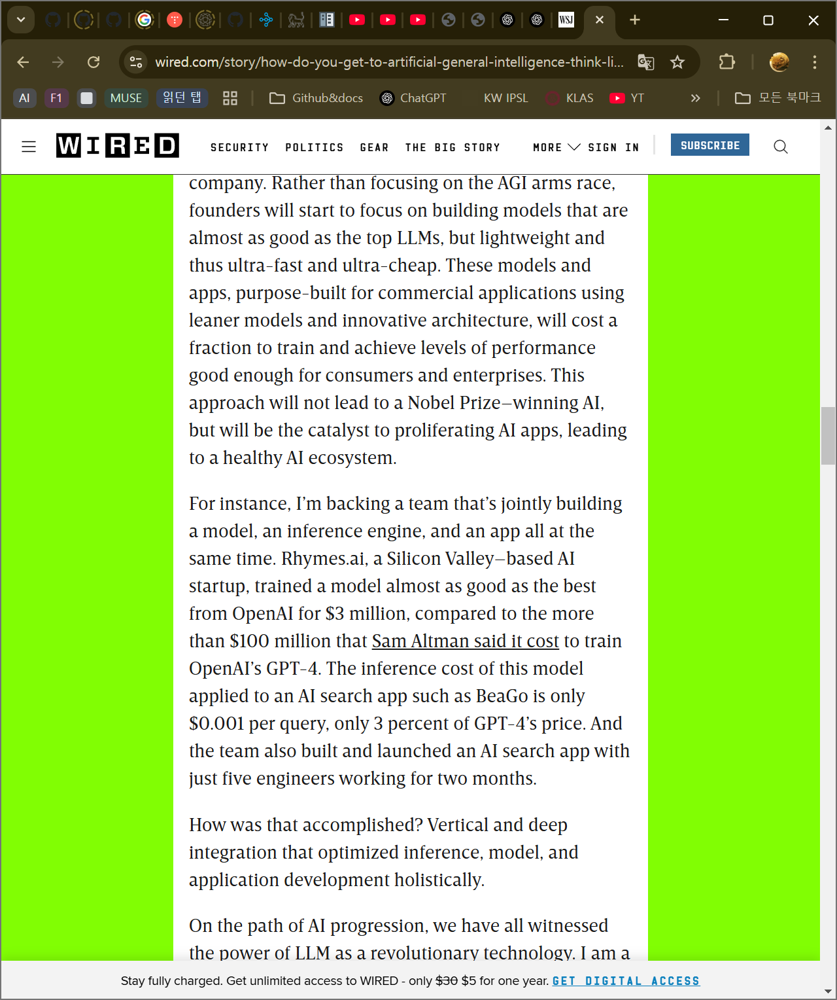 WSJ
wired.com/story/how-do-you-get-to-artificial-general-intelligence-think-li...
AI F1 MUSE 읽던 탭 Github&docs ChatGPT KW IPSL KLAS YT 모든 북마크
WIRED SECURITY POLITICS GEAR THE BIG STORY MORE SIGN IN SUBSCRIBE
company. Rather than focusing on the AGI arms race,
founders will start to focus on building models that are
almost as good as the top LLMs, but lightweight and
thus ultra-fast and ultra-cheap. These models and
apps, purpose-built for commercial applications using
leaner models and innovative architecture, will cost a
fraction to train and achieve levels of performance
good enough for consumers and enterprises. This
approach will not lead to a Nobel Prize–winning AI,
but will be the catalyst to proliferating AI apps, leading
to a healthy AI ecosystem.
For instance, I’m backing a team that’s jointly building
a model, an inference engine, and an app all at the
same time. Rhymes.ai, a Silicon Valley–based AI
startup, trained a model almost as good as the best
from OpenAI for $3 million, compared to the more
than $100 million that Sam Altman said it cost to train
OpenAI’s GPT-4. The inference cost of this model
applied to an AI search app such as BeaGo is only
$0.001 per query, only 3 percent of GPT-4’s price. And
the team also built and launched an AI search app with
just five engineers working for two months.
How was that accomplished? Vertical and deep
integration that optimized inference, model, and
application development holistically.
On the path of AI progression, we have all witnessed
the power of LLM as a revolutionary technology. I am a
Stay fully charged. Get unlimited access to WIRED - only $30 $5 for one year. GET DIGITAL ACCESS